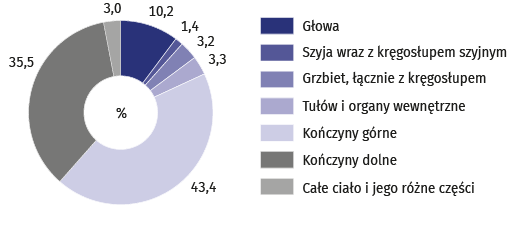 3,0
10,2
1,4
3,2
3,3
35,5
%
43,4
Głowa
Szyja wraz z kręgosłupem szyjnym
Grzbiet, łącznie z kręgosłupem
Tułów i organy wewnętrzne
Kończyny górne
Kończyny dolne
Całe ciało i jego różne części